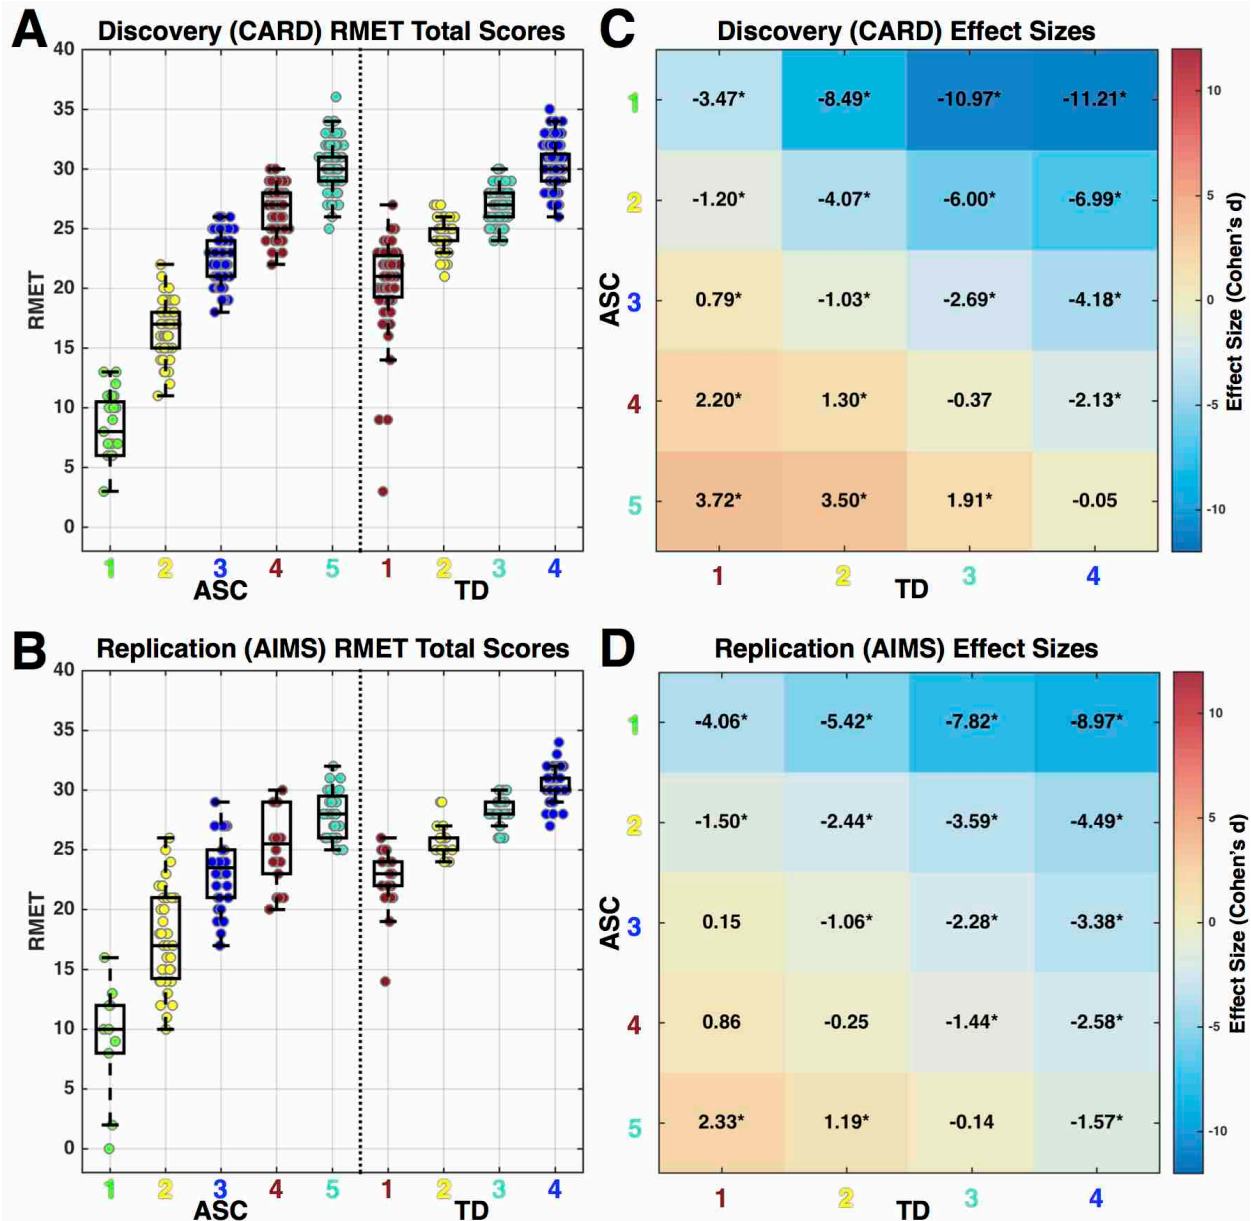 A Discovery (CARD) RMET Total Scores
40
35
30
25
20
15
10
5
0
RMET
1 2 3 4 5 1 2 3 4
ASC TD
C Discovery (CARD) Effect Sizes
1 -3.47* -8.49* -10.97* -11.21*
2 -1.20* -4.07* -6.00* -6.99*
3 0.79* -1.03* -2.69* -4.18*
4 2.20* 1.30* -0.37 -2.13*
5 3.72* 3.50* 1.91* -0.05
ASC
1 2 3 4
TD
10
5
0
-5
-10
Effect Size (Cohen's d)
B Replication (AIMS) RMET Total Scores
40
35
30
25
20
15
10
5
0
RMET
1 2 3 4 5 1 2 3 4
ASC TD
D Replication (AIMS) Effect Sizes
1 -4.06* -5.42* -7.82* -8.97*
2 -1.50* -2.44* -3.59* -4.49*
3 0.15 -1.06* -2.28* -3.38*
4 0.86 -0.25 -1.44* -2.58*
5 2.33* 1.19* -0.14 -1.57*
ASC
1 2 3 4
TD
10
5
0
-5
-10
Effect Size (Cohen's d)